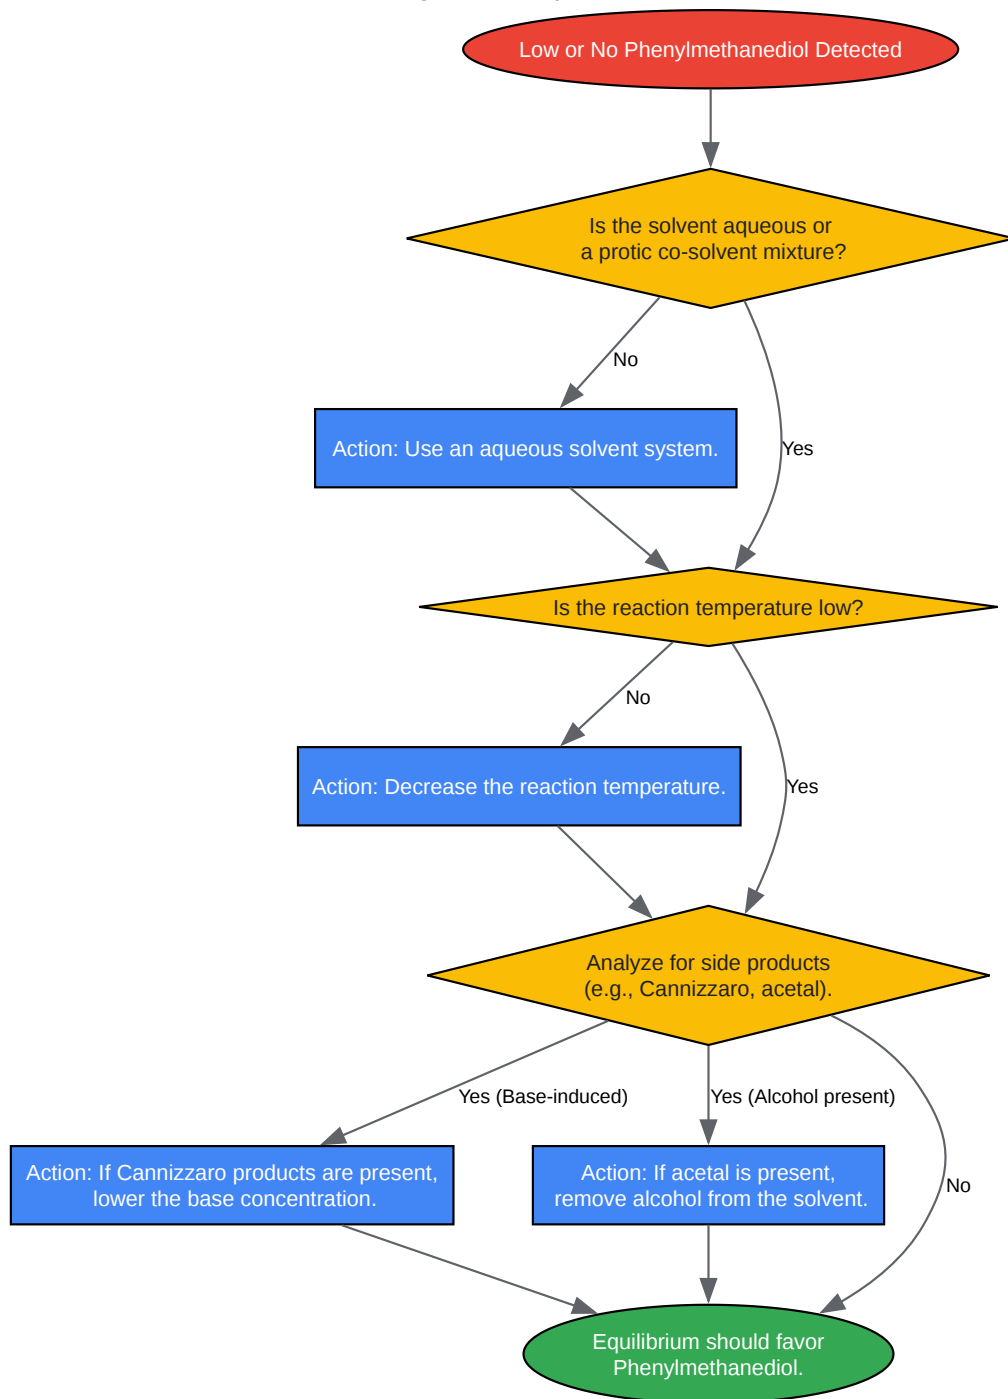 Low or No Phenylmethanediol Detected
Is the solvent aqueous or
a protic co-solvent mixture?
No
Action: Use an aqueous solvent system.
Yes
Is the reaction temperature low?
No
Action: Decrease the reaction temperature.
Yes
Analyze for side products
(e.g., Cannizzaro, acetal).
Yes (Base-induced)
Yes (Alcohol present)
Action: If Cannizzaro products are present,
lower the base concentration.
Action: If acetal is present,
remove alcohol from the solvent.
No
Equilibrium should favor
Phenylmethanediol.